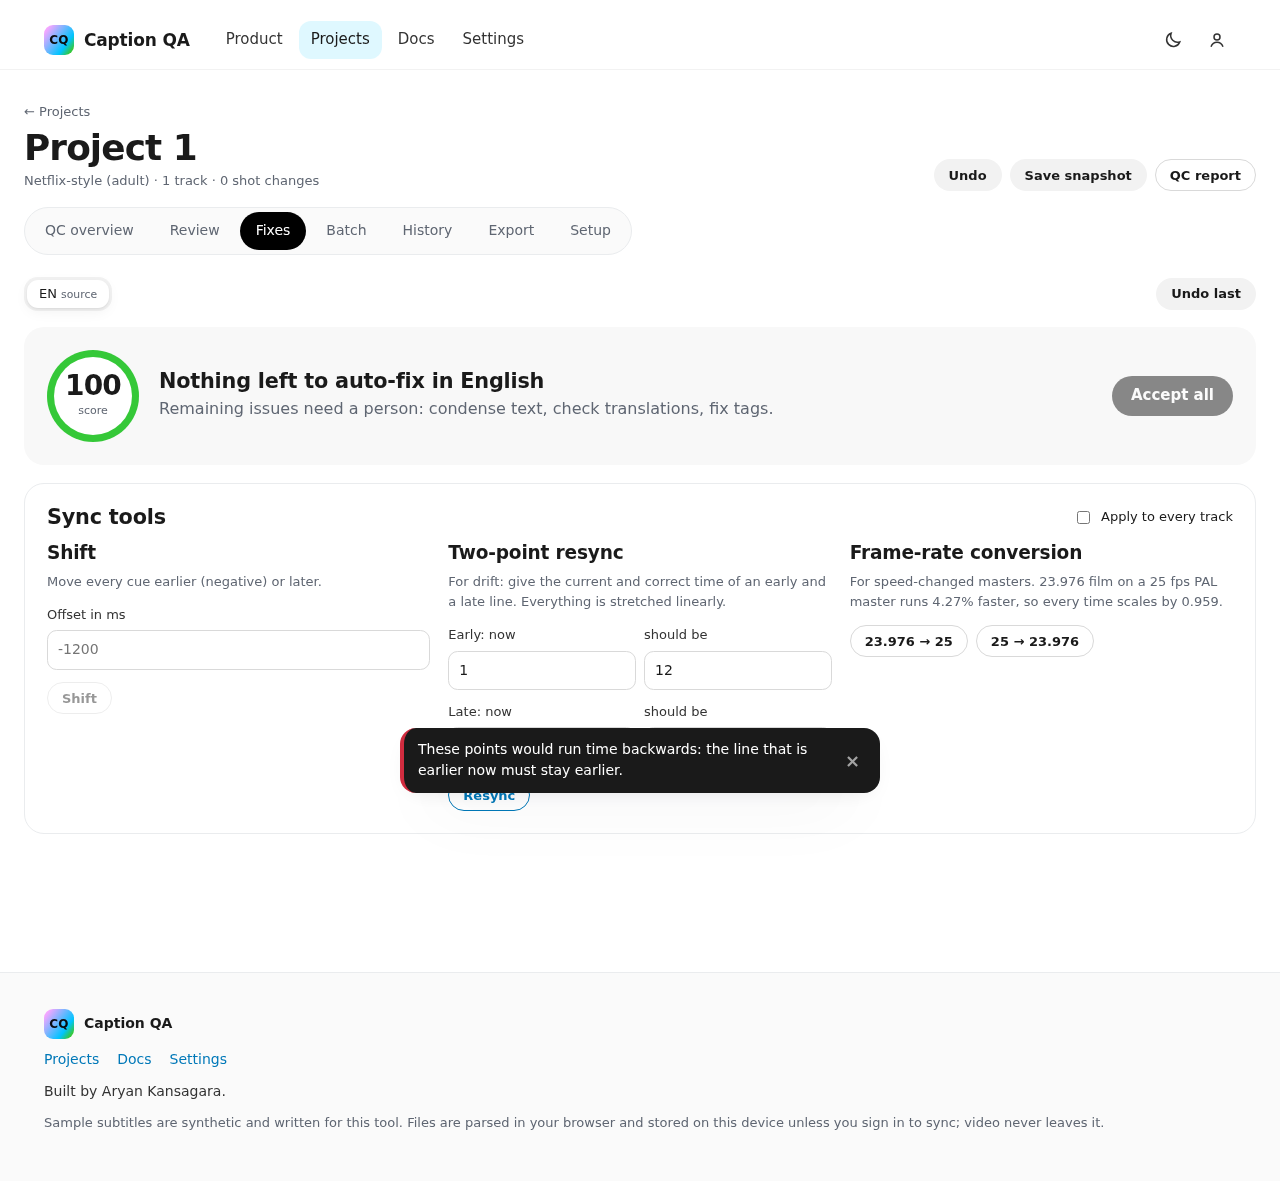 CQ Caption QA Product Projects Docs Settings
← Projects
Project 1
Netflix-style (adult) · 1 track · 0 shot changes
Undo Save snapshot QC report
QC overview Review Fixes Batch History Export Setup
EN source
Undo last
100
score
Nothing left to auto-fix in English
Remaining issues need a person: condense text, check translations, fix tags.
Accept all
Sync tools
Apply to every track
Shift
Move every cue earlier (negative) or later.
Offset in ms
-1200
Shift
Two-point resync
For drift: give the current and correct time of an early and
a late line. Everything is stretched linearly.
Early: now should be
1 12
Late: now should be
Resync
Frame-rate conversion
For speed-changed masters. 23.976 film on a 25 fps PAL
master runs 4.27% faster, so every time scales by 0.959.
23.976 → 25 25 → 23.976
These points would run time backwards: the line that is
earlier now must stay earlier.
×
CQ Caption QA
Projects Docs Settings
Built by Aryan Kansagara.
Sample subtitles are synthetic and written for this tool. Files are parsed in your browser and stored on this device unless you sign in to sync; video never leaves it.